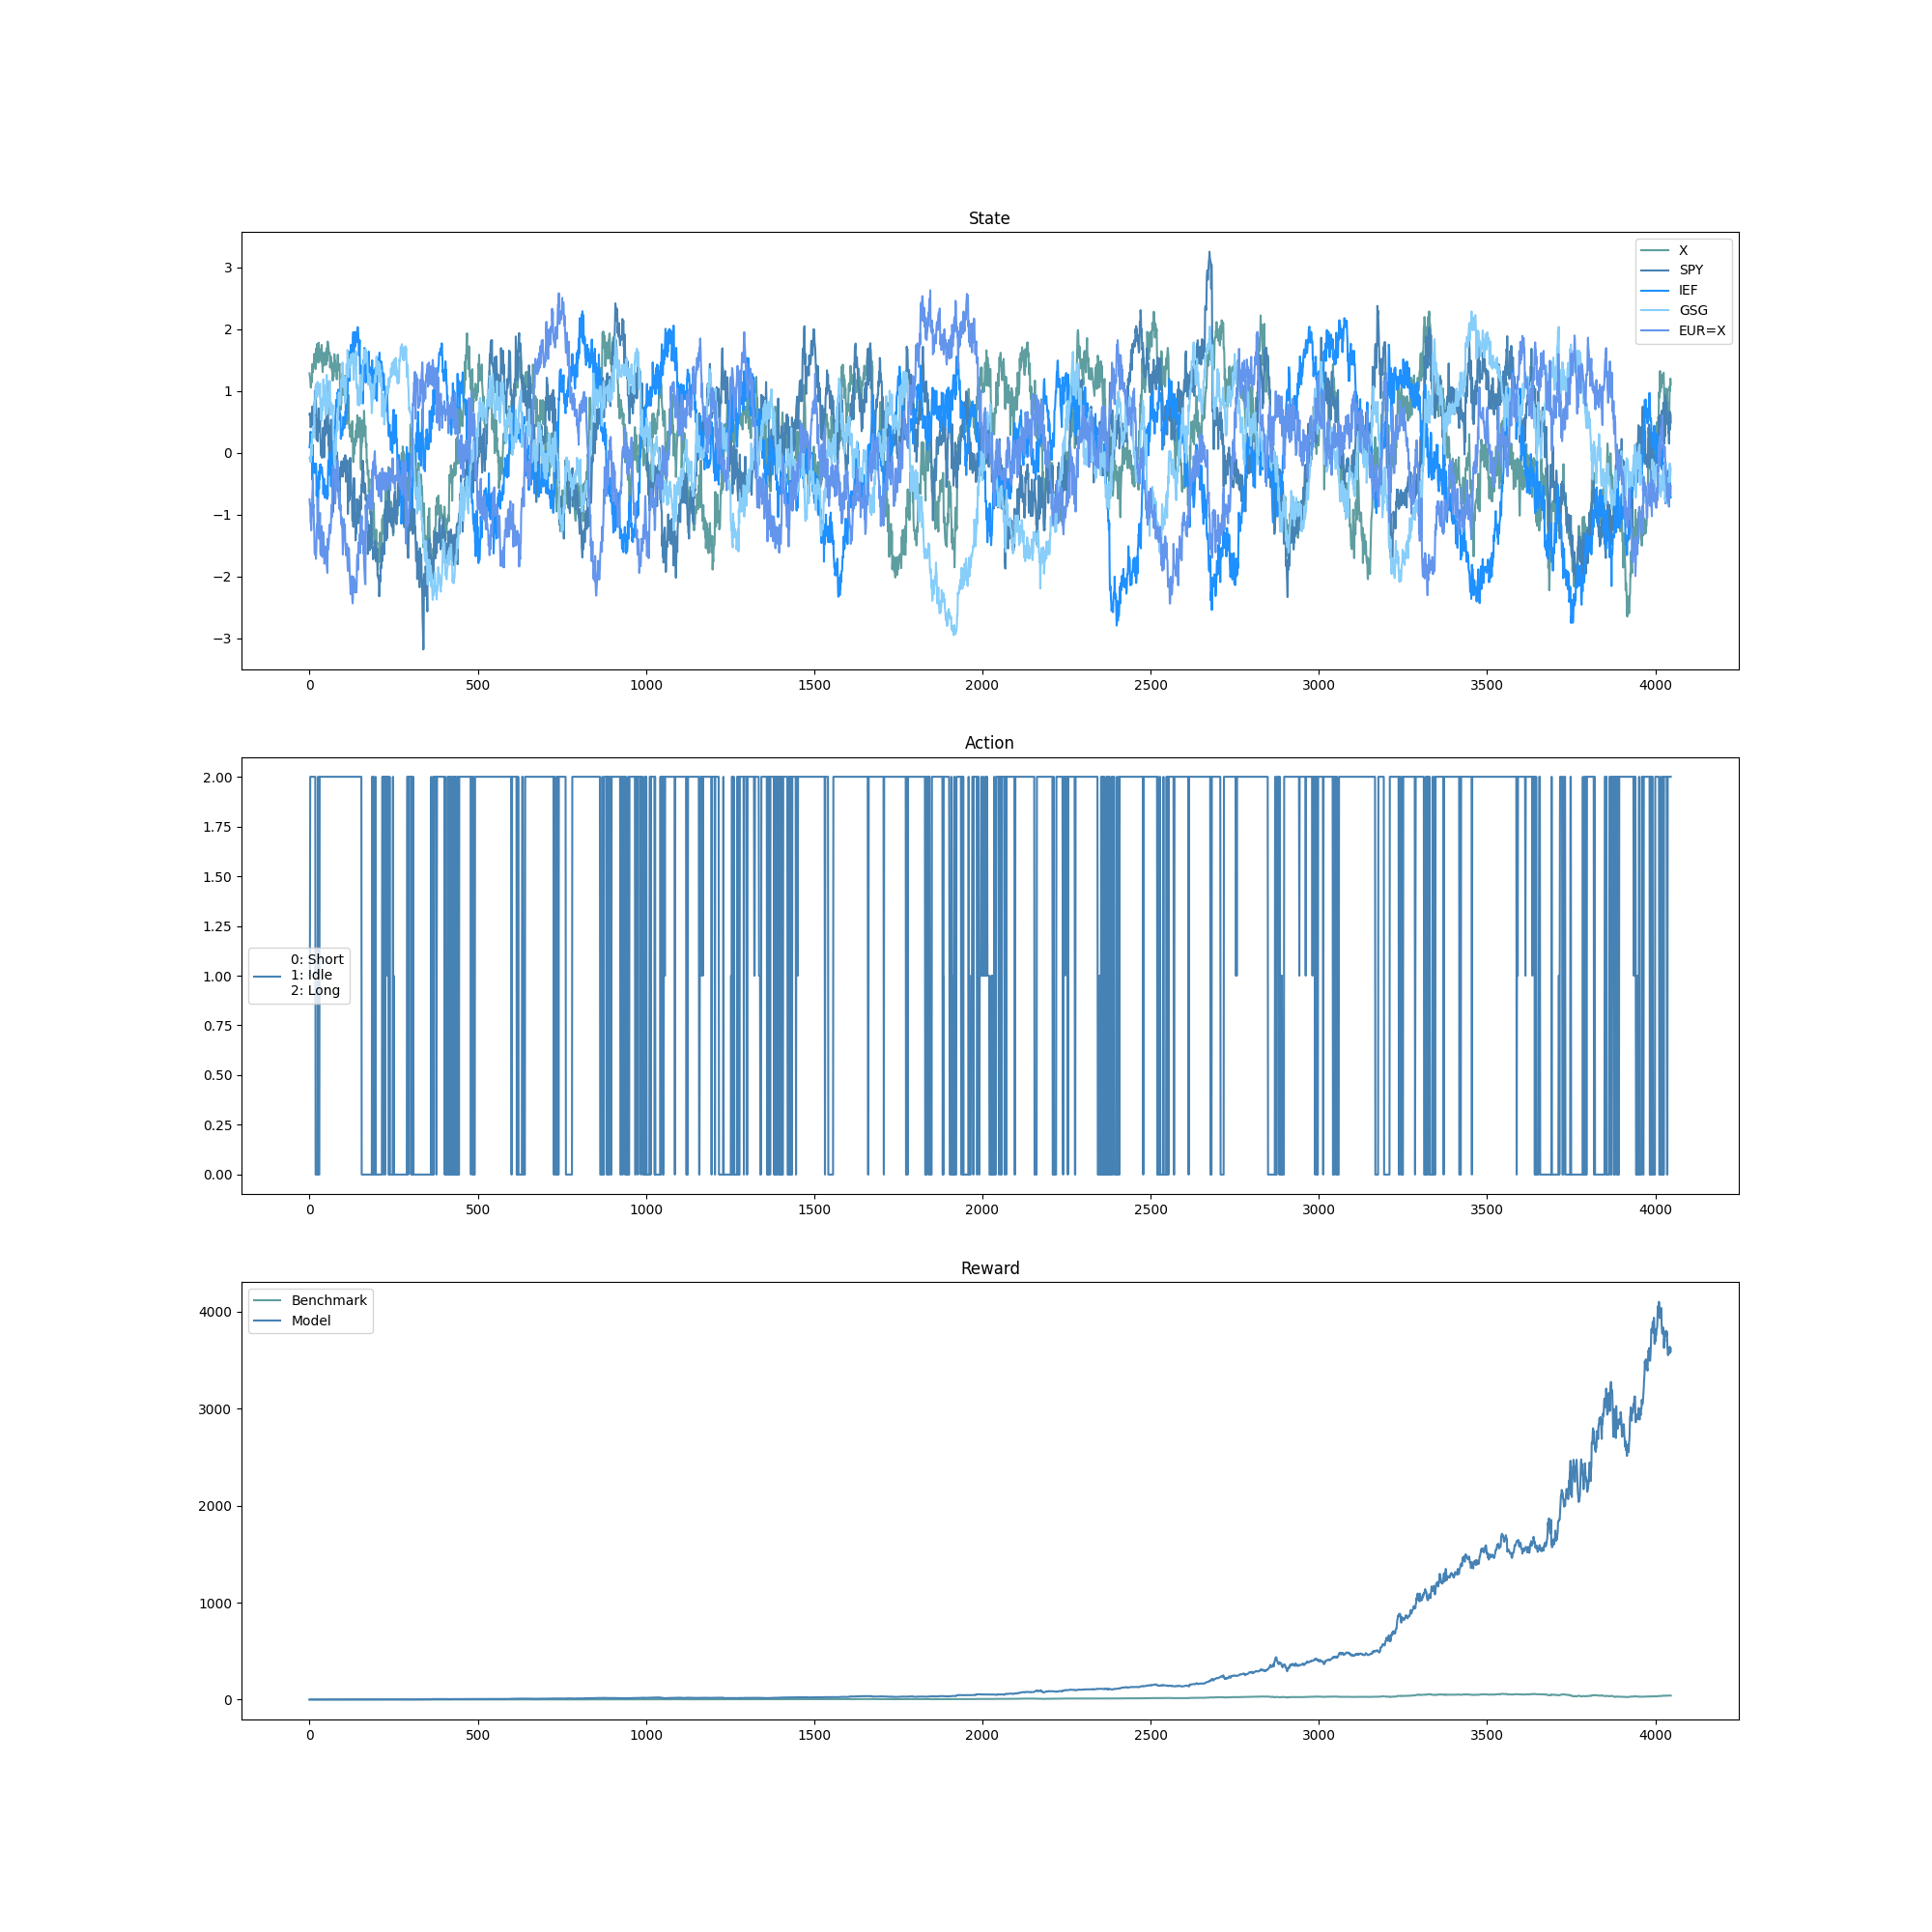 State
3
2
1
0
−1
−2
−3
X
SPY
IEF
GSG
EUR=X
0 500 1000 1500 2000 2500 3000 3500 4000
Action
2.00
1.75
1.50
1.25
1.00
0.75
0.50
0.25
0.00
0: Short
1: Idle
2: Long
0 500 1000 1500 2000 2500 3000 3500 4000
Reward
4000
3000
2000
1000
0
Benchmark
Model
0 500 1000 1500 2000 2500 3000 3500 4000